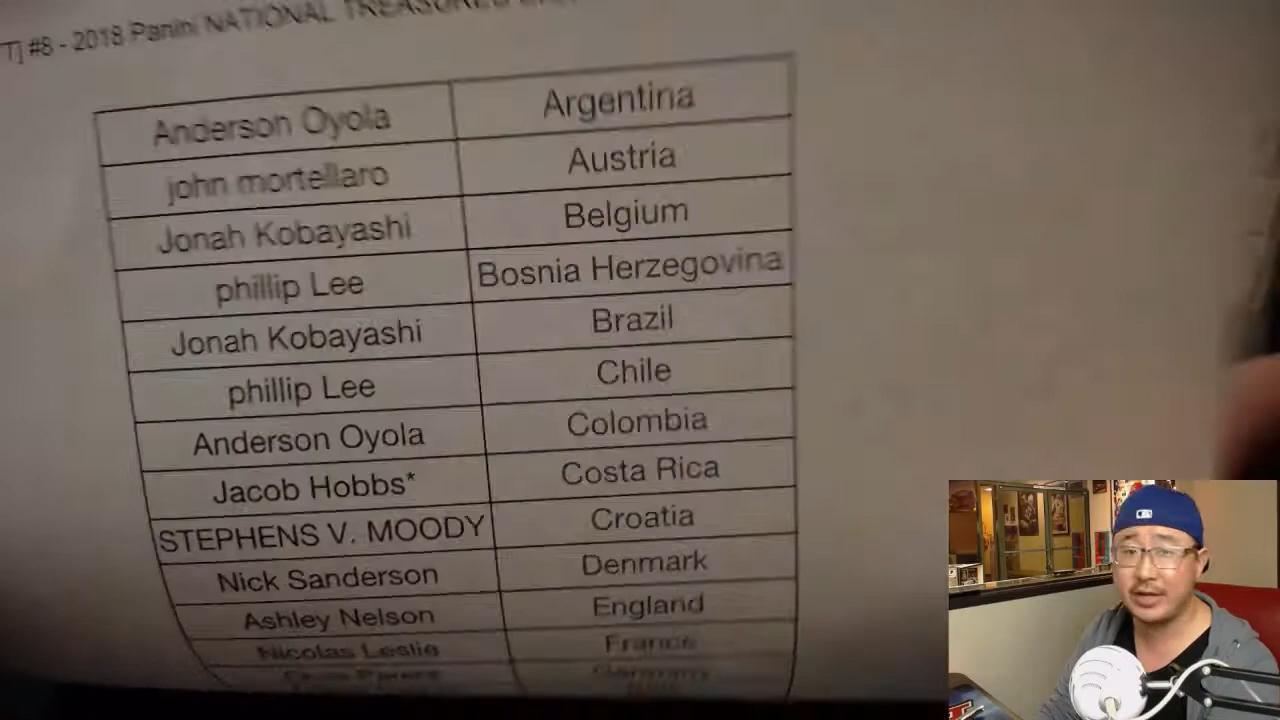 Tj #8 - 2018 Panini NATIONAL TREASURES
Anderson Oyola Argentina
john mortellaro Austria
Jonah Kobayashi Belgium
phillip Lee Bosnia Herzegovina
Jonah Kobayashi Brazil
phillip Lee Chile
Anderson Oyola Colombia
Jacob Hobbs* Costa Rica
STEPHENS V. MOODY Croatia
Nick Sanderson Denmark
Ashley Nelson England
Nicolas Leslie France
Germany